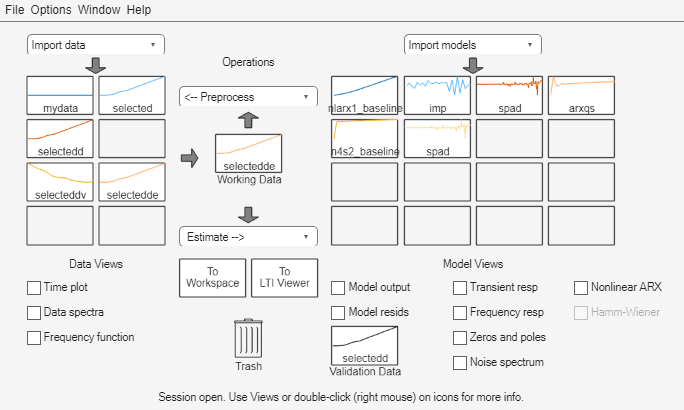 File Options Window Help
Import data
Import models
Operations
<-- Preprocess
mydata
selected
nlarx1_baseline
imp
spad
arxqs
selectedd
selectedde
Working Data
n4s2_baseline
spad
selecteddv
selectedde
Estimate -->
Data Views
Model Views
To Workspace
To LTI Viewer
Time plot
Data spectra
Frequency function
Model output
Model resids
Transient resp
Frequency resp
Zeros and poles
Noise spectrum
Nonlinear ARX
Hamm-Wiener
Trash
selectedd
Validation Data
Session open. Use Views or double-click (right mouse) on icons for more info.